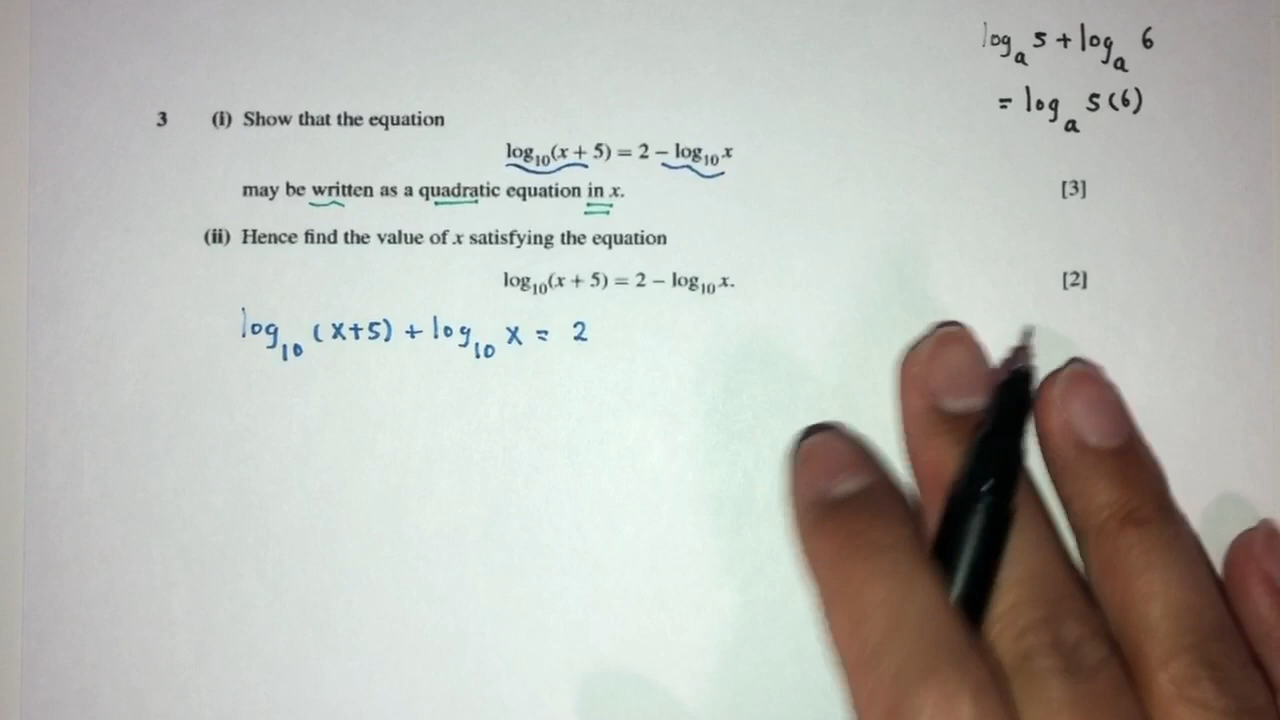 log_a 5 + log_a 6
= log_a 5(6)
3 (i) Show that the equation
log₁₀(x + 5) = 2 − log₁₀ x
may be written as a quadratic equation in x. [3]
(ii) Hence find the value of x satisfying the equation
log₁₀(x + 5) = 2 − log₁₀ x. [2]
log₁₀ (x+5) + log₁₀ x = 2